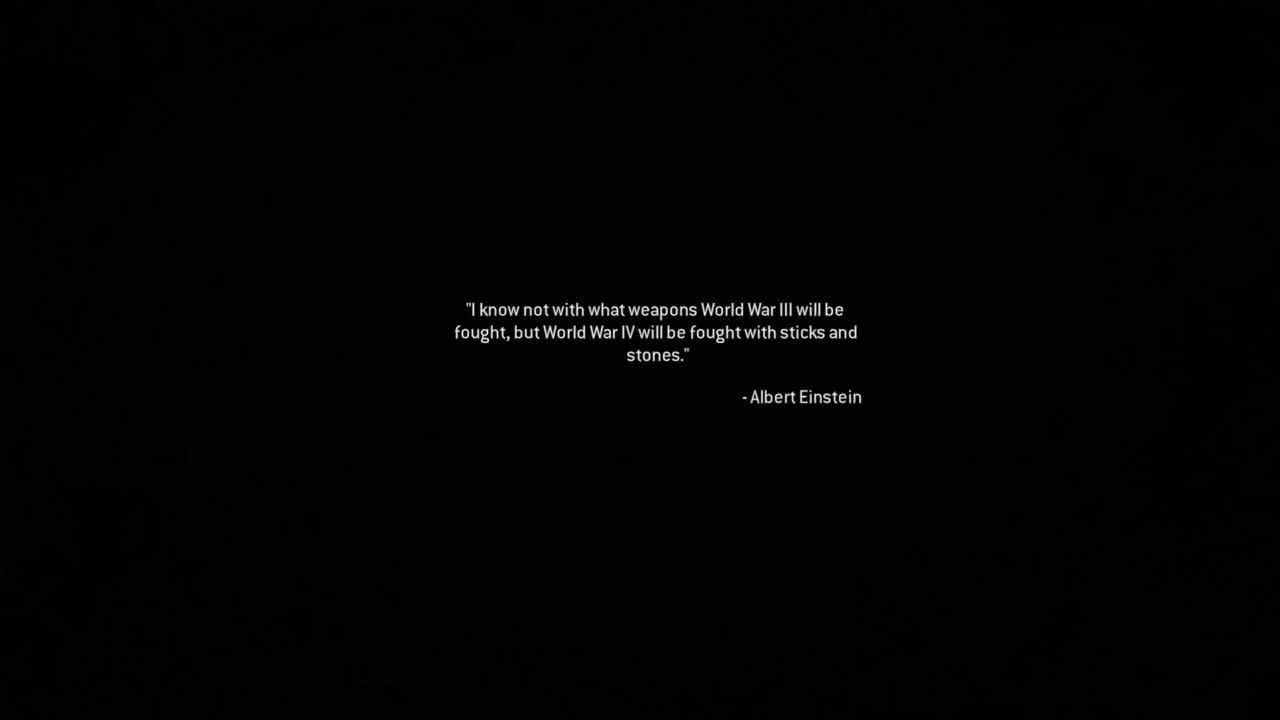 "I know not with what weapons World War III will be
fought, but World War IV will be fought with sticks and
stones."
- Albert Einstein